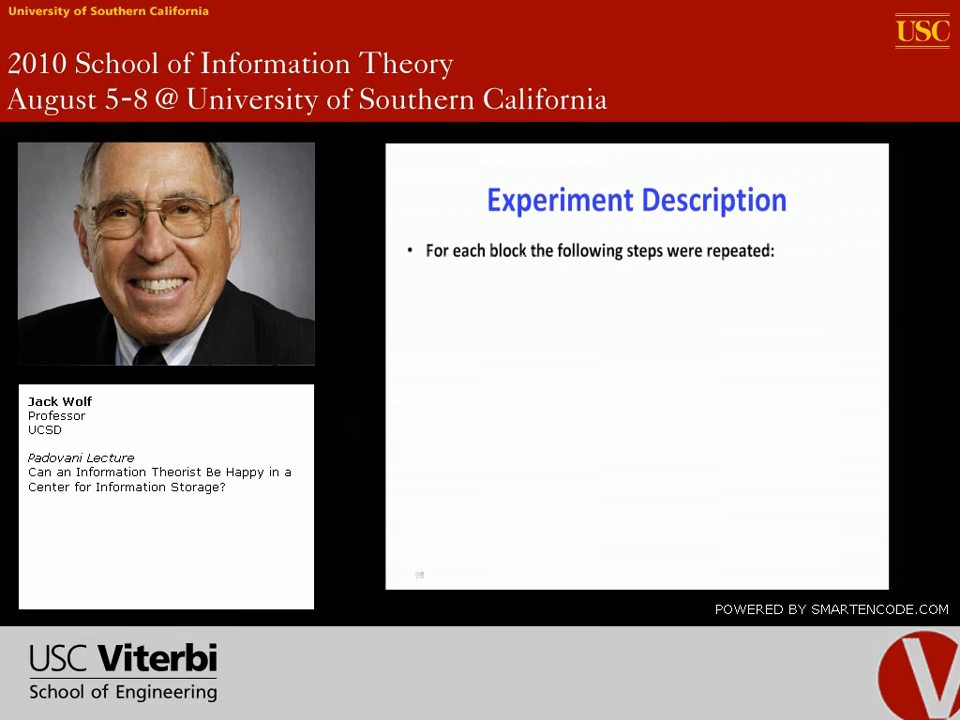 University of Southern California
USC
2010 School of Information Theory
August 5-8 @ University of Southern California
Experiment Description
• For each block the following steps were repeated:
Jack Wolf
Professor
UCSD
Padovani Lecture
Can an Information Theorist Be Happy in a
Center for Information Storage?
98
POWERED BY SMARTENCODE.COM
USC Viterbi
School of Engineering
V